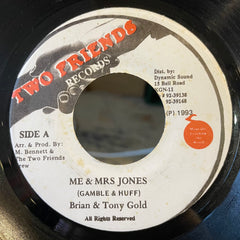 TWO FRIENDS
RECORDS
Dist. by:
Dynamic Sound
15 Bell Road
KGN-11
# 92-39138
# 92-39168
SIDE A
(P) 1993
Arr. & Prod. By:
M. Bennett &
The Two Friends
Crew
ME & MRS JONES
(GAMBLE & HUFF)
Brian & Tony Gold
All Rights Reserved